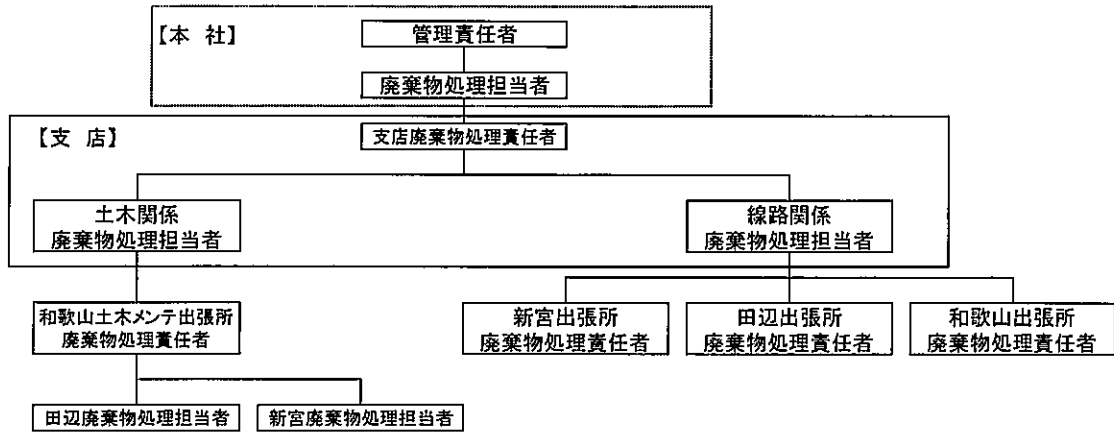 【本 社】
管理責任者
廃棄物処理担当者
【支 店】
支店廃棄物処理責任者
土木関係
廃棄物処理担当者
線路関係
廃棄物処理担当者
和歌山土木メンテ出張所
廃棄物処理責任者
新宮出張所
廃棄物処理責任者
田辺出張所
廃棄物処理責任者
和歌山出張所
廃棄物処理責任者
田辺廃棄物処理担当者
新宮廃棄物処理担当者